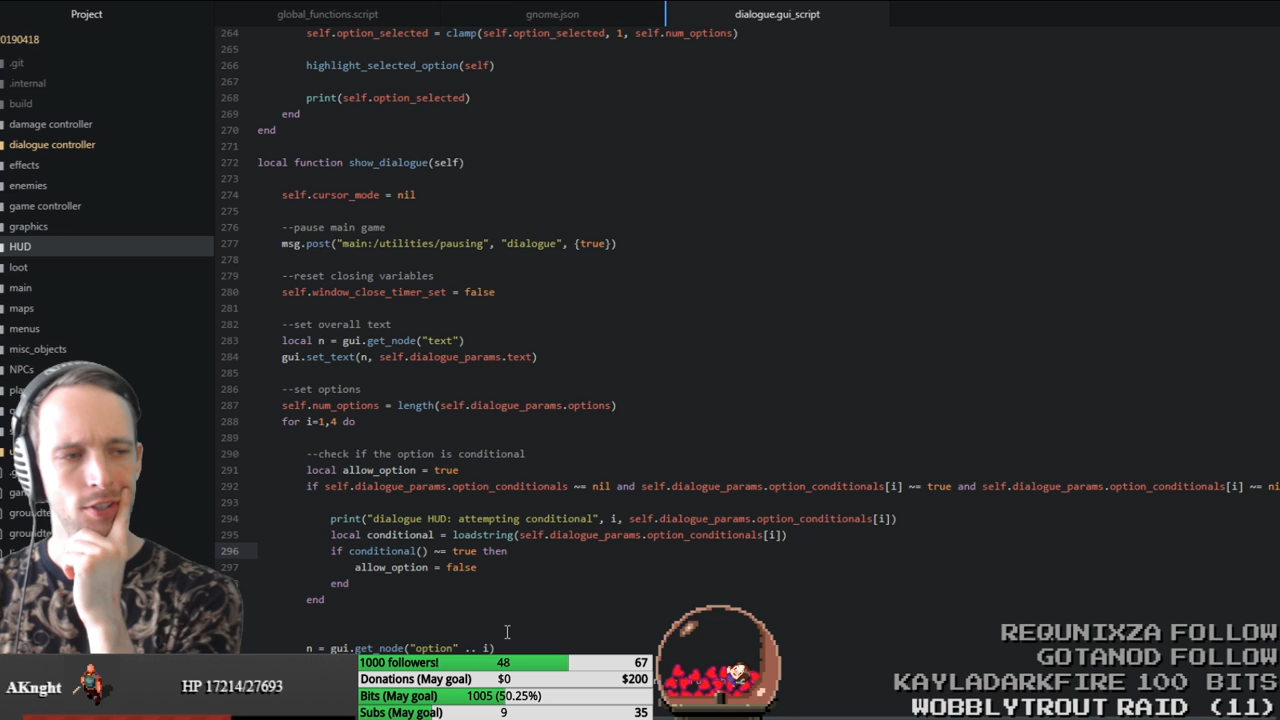 Project
global_functions.script
gnome.json
dialogue.gui_script
0190418
.git
.internal
build
damage controller
dialogue controller
effects
enemies
game controller
graphics
HUD
loot
main
maps
menus
misc_objects
NPCs
264 self.option_selected = clamp(self.option_selected, 1, self.num_options)
265
266 highlight_selected_option(self)
267
268 print(self.option_selected)
269 end
270 end
271
272 local function show_dialogue(self)
273
274 self.cursor_mode = nil
275
276 --pause main game
277 msg.post("main:/utilities/pausing", "dialogue", {true})
278
279 --reset closing variables
280 self.window_close_timer_set = false
281
282 --set overall text
283 local n = gui.get_node("text")
284 gui.set_text(n, self.dialogue_params.text)
285
286 --set options
287 self.num_options = length(self.dialogue_params.options)
288 for i=1,4 do
289
290 --check if the option is conditional
291 local allow_option = true
292 if self.dialogue_params.option_conditionals ~= nil and self.dialogue_params.option_conditionals[i] ~= true and self.dialogue_params.option_conditionals[i] ~= ni
293
294 print("dialogue HUD: attempting conditional", i, self.dialogue_params.option_conditionals[i])
295 local conditional = loadstring(self.dialogue_params.option_conditionals[i])
296 if conditional() ~= true then
297 allow_option = false
end
end
n = gui.get_node("option" .. i)
AKnght
HP 17214/27693
1000 followers! 48 67
Donations (May goal) $0 $200
Bits (May goal) 1005 (50.25%)
Subs (May goal) 9 35
REQUNIXZA FOLLOW
GOTANOD FOLLOW
KAYLADARKFIRE 100 BITS
WOBBLYTROUT RAID (11)